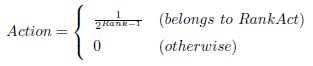 Action = { 1/2^{Rank−1} (belongs to RankAct)
0 (otherwise)